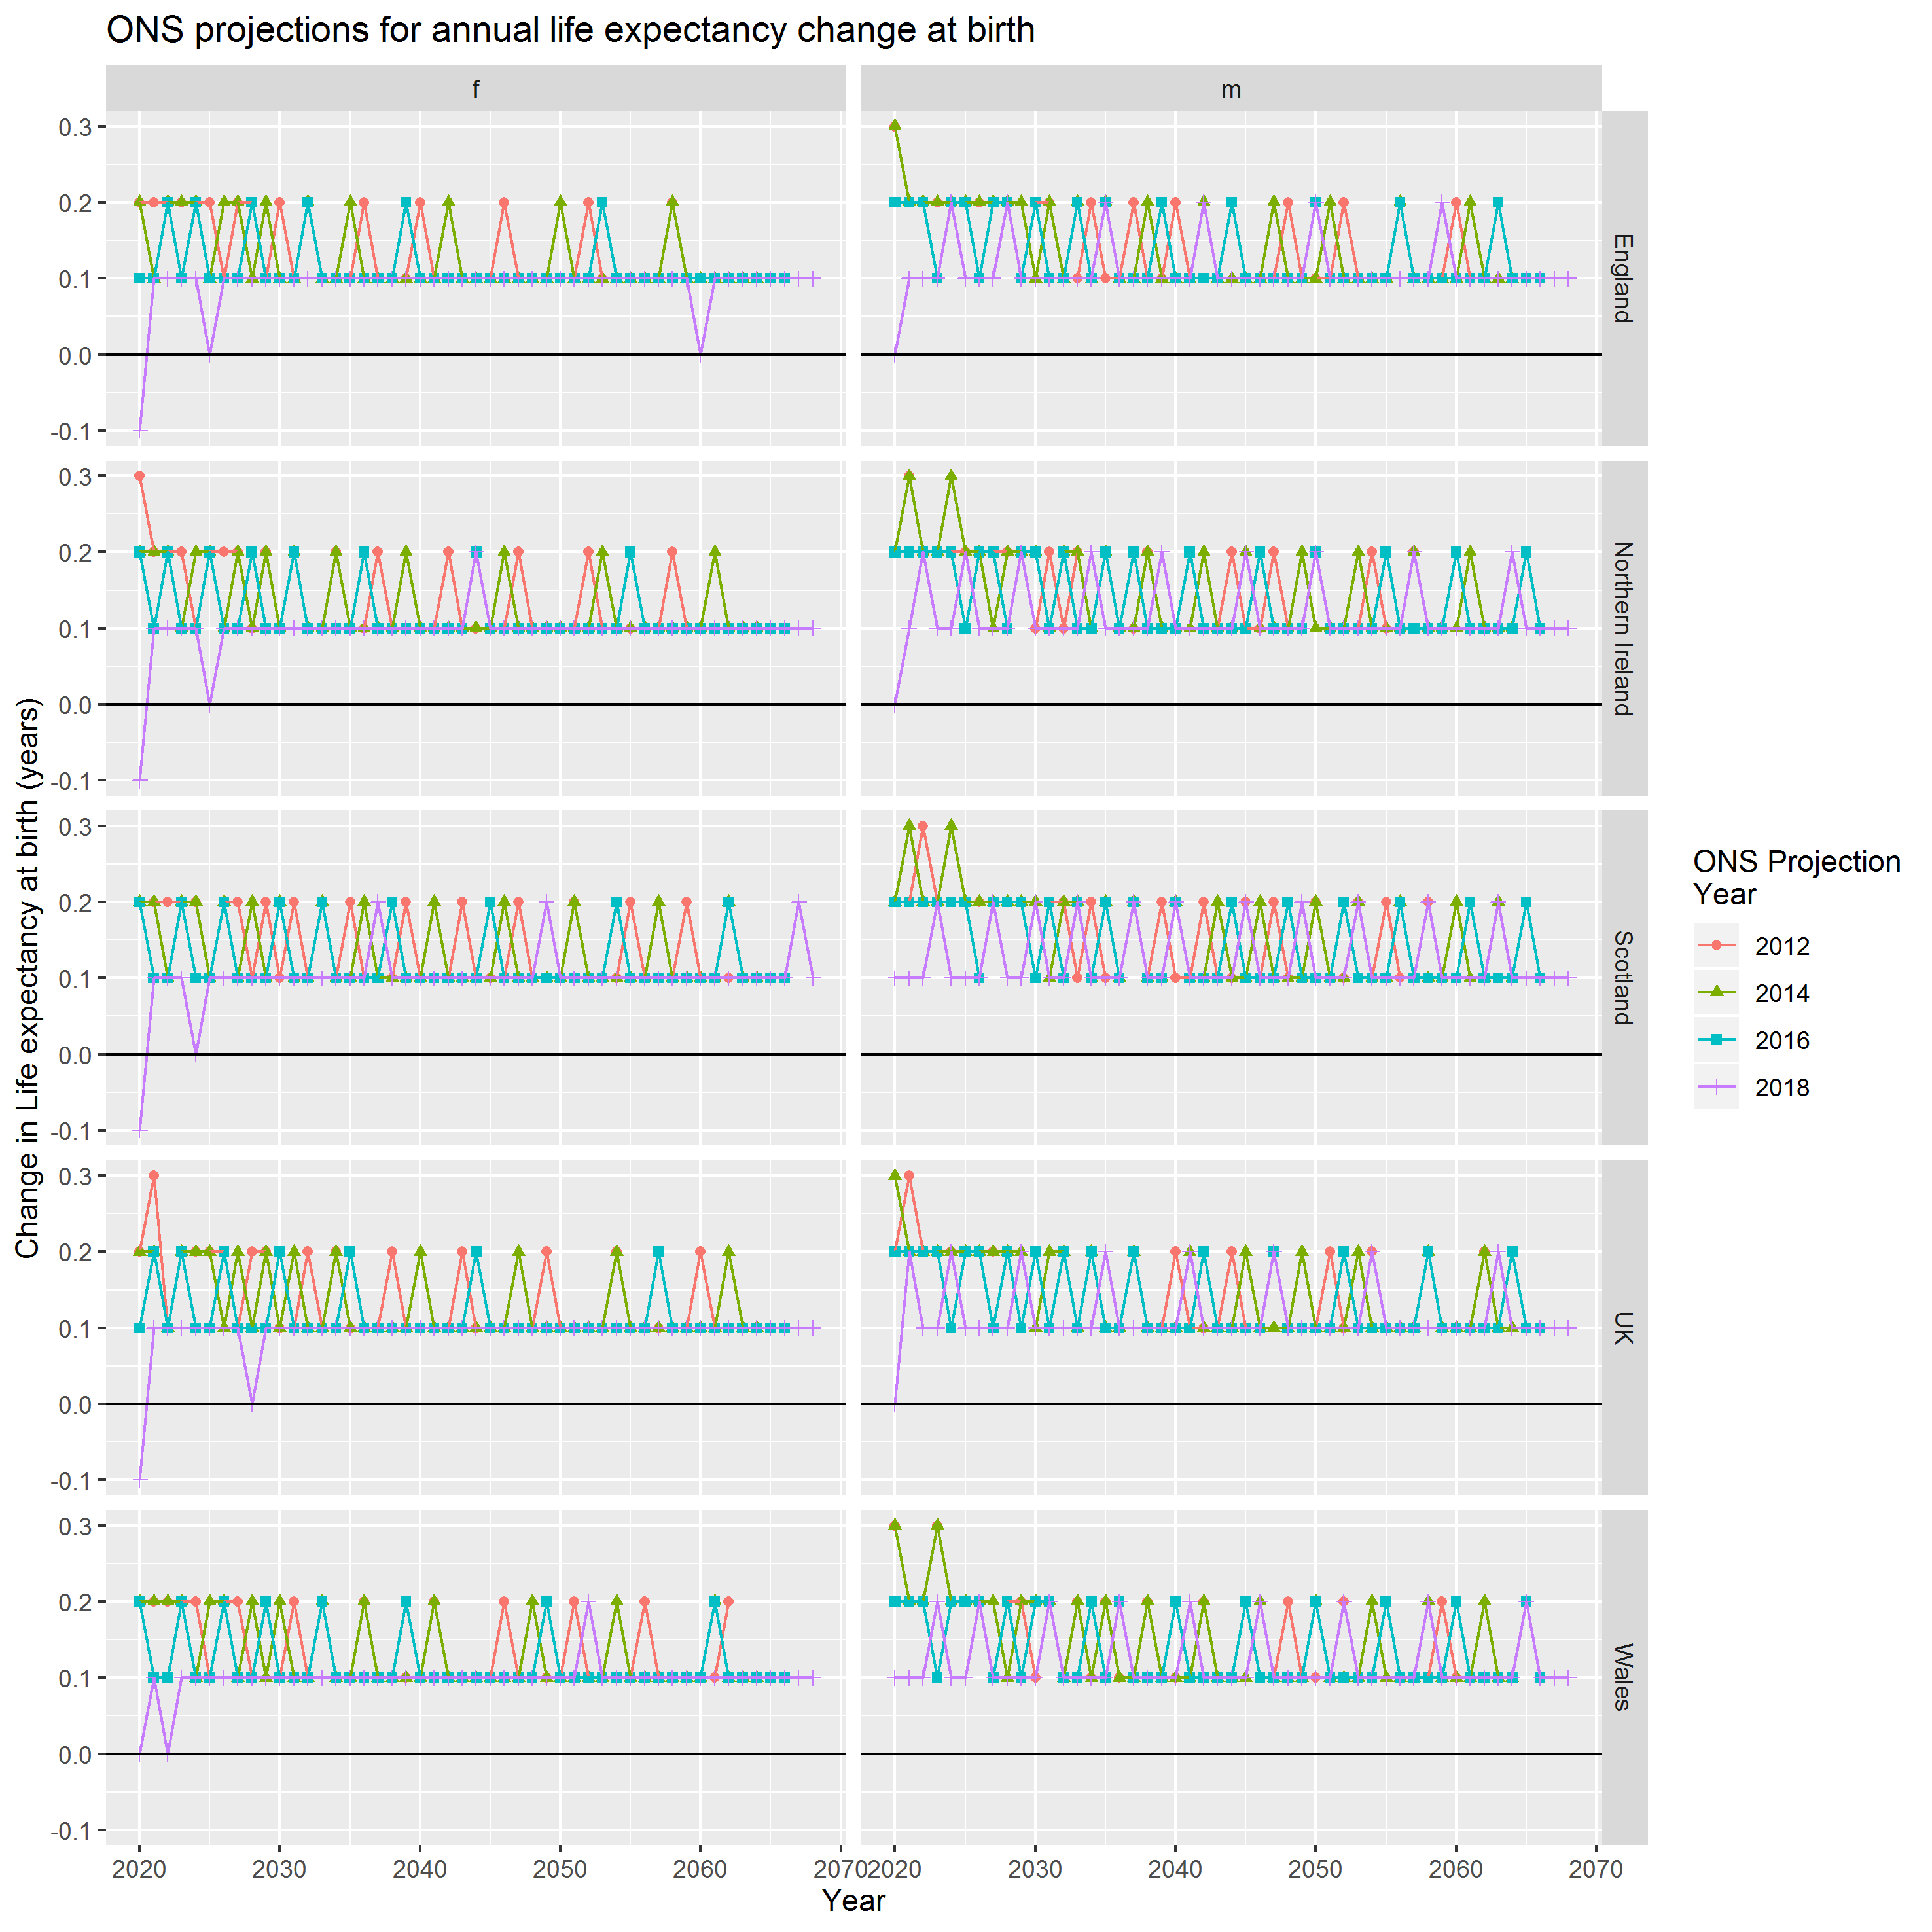 ONS projections for annual life expectancy change at birth
f
m
0.3
0.2
0.1
0.0
-0.1
England
0.3
0.2
0.1
0.0
-0.1
Northern Ireland
0.3
0.2
0.1
0.0
-0.1
Scotland
0.3
0.2
0.1
0.0
-0.1
UK
0.3
0.2
0.1
0.0
-0.1
Wales
2020 2030 2040 2050 2060 2070
2020 2030 2040 2050 2060 2070
Year
Change in Life expectancy at birth (years)
ONS Projection
Year
2012
2014
2016
2018